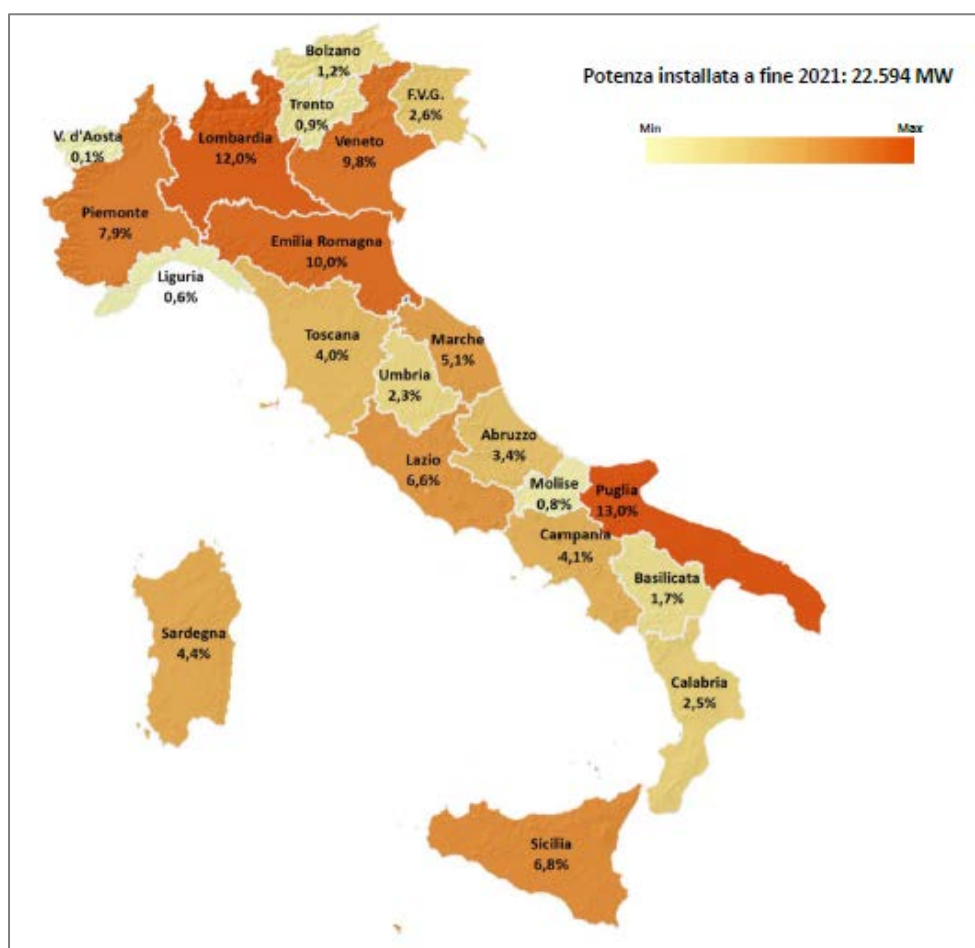 Bolzano
1,2%
Potenza installata a fine 2021: 22.594 MW
Trento
0,9%
F.V.G.
2,6%
Min
Max
V. d'Aosta
0,1%
Lombardia
12,0%
Veneto
9,8%
Piemonte
7,9%
Emilia Romagna
10,0%
Liguria
0,6%
Toscana
4,0%
Marche
5,1%
Umbria
2,3%
Abruzzo
3,4%
Lazio
6,6%
Molise
0,8%
Puglia
13,0%
Campania
4,1%
Basilicata
1,7%
Sardegna
4,4%
Calabria
2,5%
Sicilia
6,8%